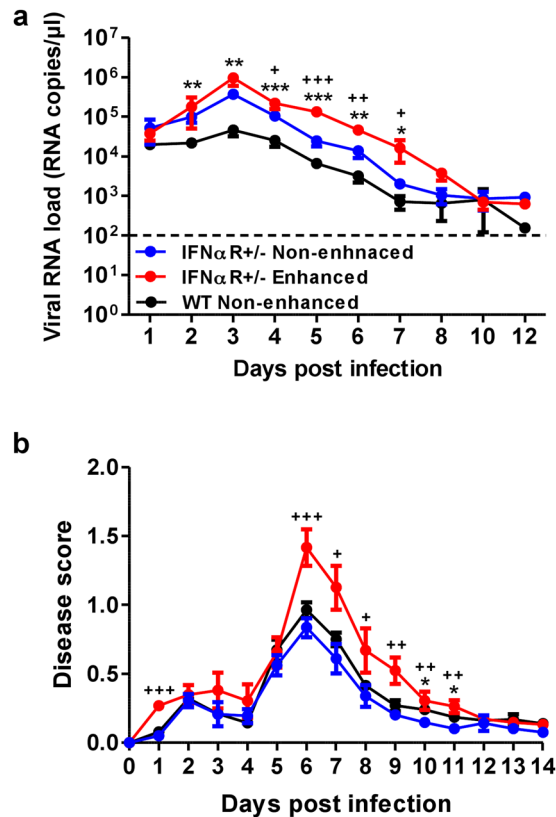 a
Viral RNA load (RNA copies/μl)
10⁷
10⁶
10⁵
10⁴
10³
10²
10¹
10⁰
** ** + *** +++ *** ++ ** + *
IFNα R+/- Non-enhnaced
IFNα R+/- Enhanced
WT Non-enhanced
1 2 3 4 5 6 7 8 10 12
Days post infection
b
Disease score
2.0
1.5
1.0
0.5
0.0
+++ +++ + + ++ ++ * ++ *
0 1 2 3 4 5 6 7 8 9 10 11 12 13 14
Days post infection